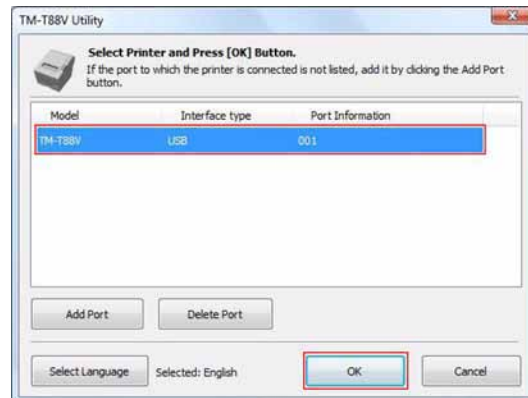 TM-T88V Utility
Select Printer and Press [OK] Button.
If the port to which the printer is connected is not listed, add it by clicking the Add Port
button.
Model Interface type Port Information
TM-T88V USB 001
Add Port Delete Port
Select Language Selected: English OK Cancel